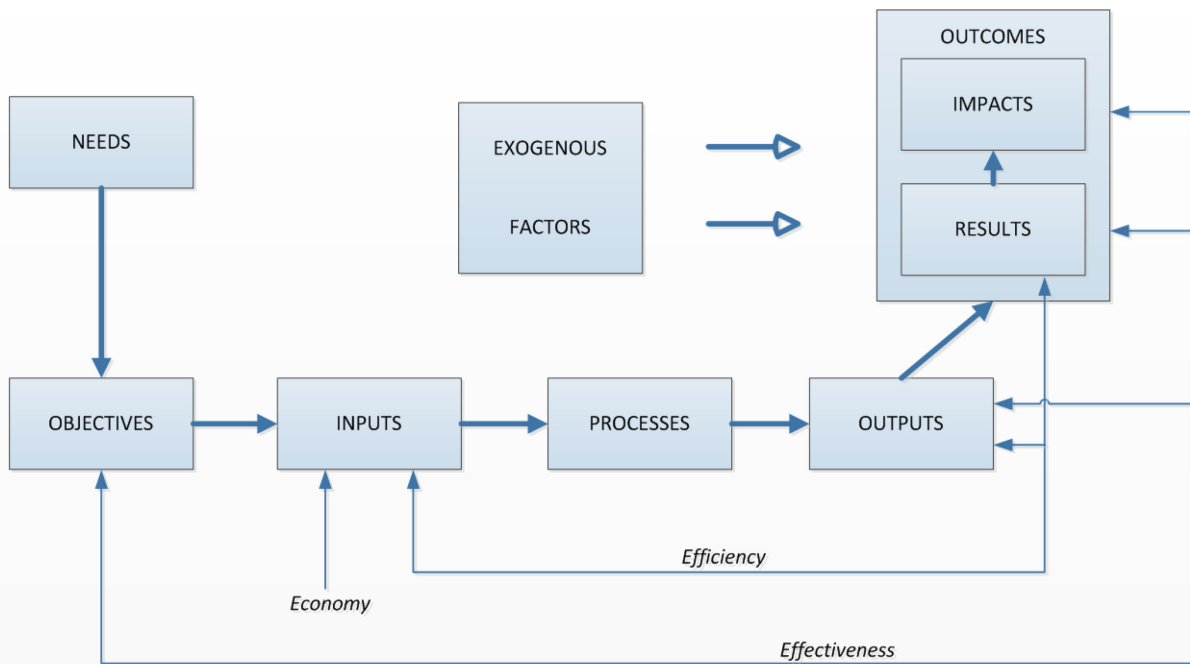 OUTCOMES
IMPACTS
NEEDS
EXOGENOUS
FACTORS
RESULTS
OBJECTIVES
INPUTS
PROCESSES
OUTPUTS
Efficiency
Economy
Effectiveness